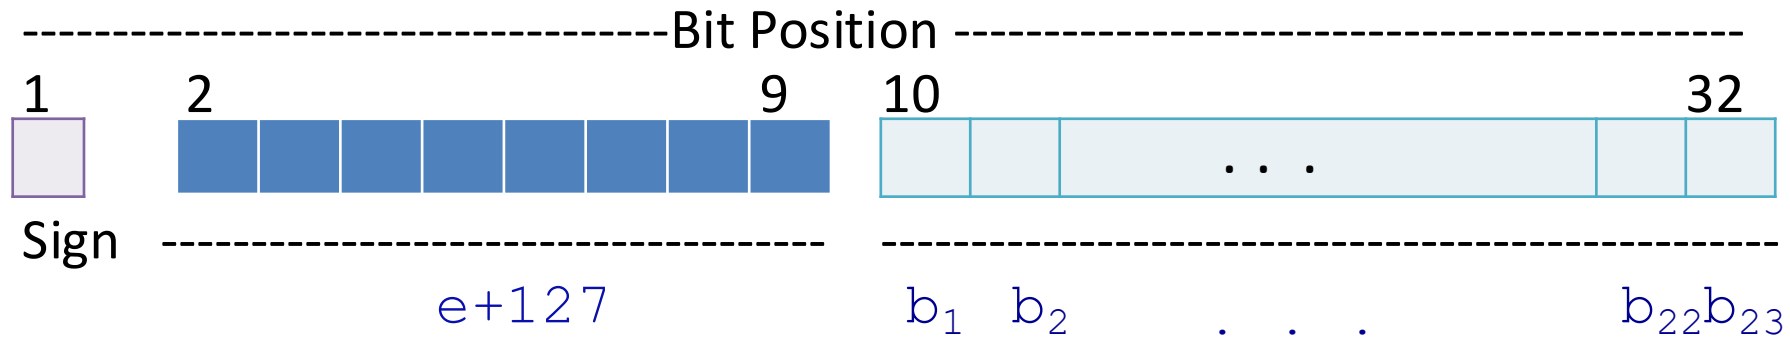 Bit Position
1 2 9 10 32
. . .
Sign
e+127 b₁ b₂ . . . b₂₂b₂₃